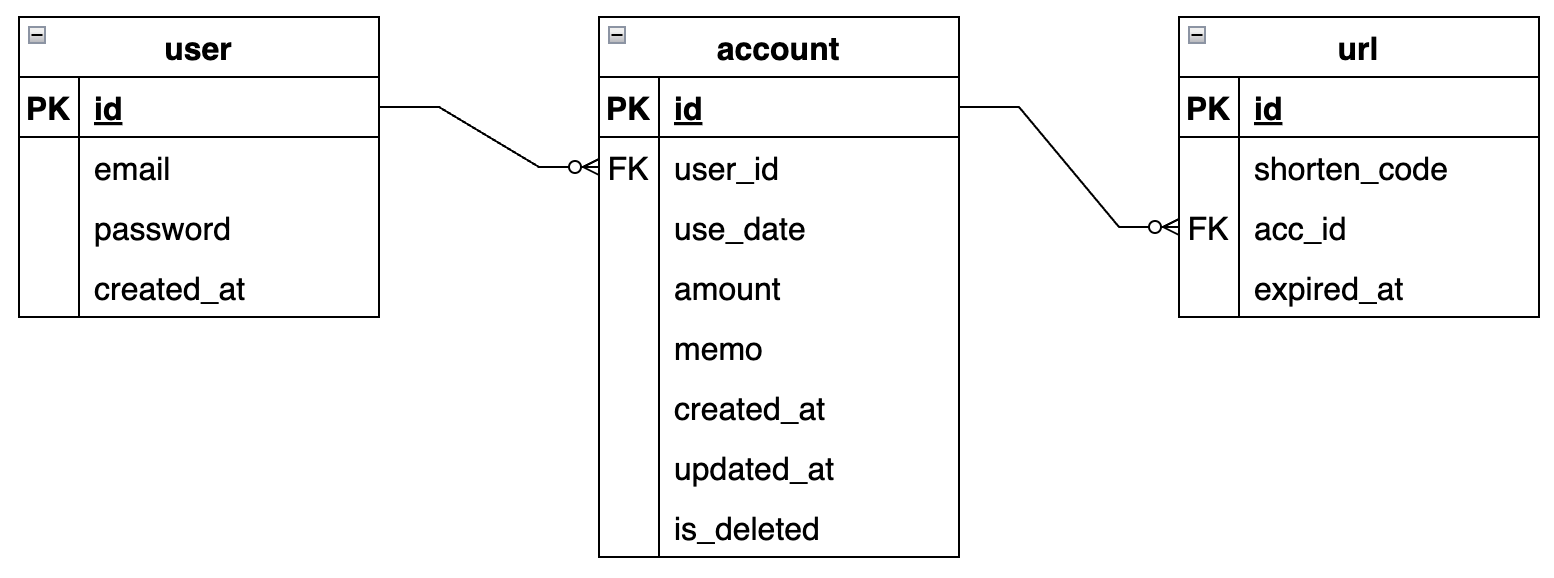 user
PK id
email
password
created_at
account
PK id
FK user_id
use_date
amount
memo
created_at
updated_at
is_deleted
url
PK id
shorten_code
FK acc_id
expired_at